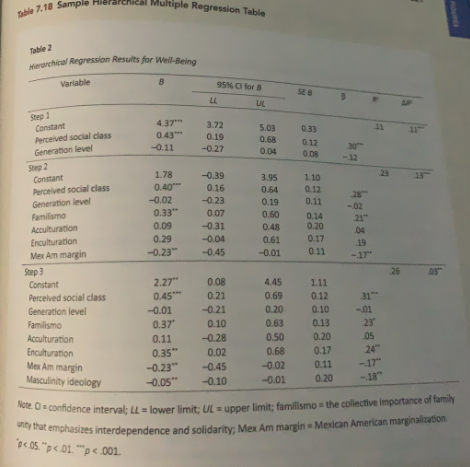 Table 7.18 Sample Hierarchical Multiple Regression Table
Table 2
Hierarchical Regression Results for Well-Being
Variable B 95% CI for B SE B β R² ΔR²
LL UL
Step 1 .11 .11***
Constant 4.37*** 3.72 5.03 0.33
Perceived social class 0.43*** 0.19 0.68 0.12 .30***
Generation level −0.11 −0.27 0.04 0.08 −.12
Step 2 .23
Constant 1.78 −0.39 3.95 1.10
Perceived social class 0.40*** 0.16 0.64 0.12 .28***
Generation level −0.02 −0.23 0.19 0.11 −.02
Familismo 0.33** 0.07 0.60 0.14 .21**
Acculturation 0.09 −0.31 0.48 0.20 .04
Enculturation 0.29 −0.04 0.61 0.17 .19
Mex Am margin −0.23** −0.45 −0.01 0.11 −.17**
Step 3 .26 .03**
Constant 2.27** 0.08 4.45 1.11
Perceived social class 0.45*** 0.21 0.69 0.12 .31***
Generation level −0.01 −0.21 0.20 0.10 −.01
Familismo 0.37* 0.10 0.63 0.13 .23*
Acculturation 0.11 −0.28 0.50 0.20 .05
Enculturation 0.35** 0.02 0.68 0.17 .24**
Mex Am margin −0.23** −0.45 −0.02 0.11 −.17**
Masculinity ideology −0.05** −0.10 −0.01 0.20 −.18**
Note. CI = confidence interval; LL = lower limit; UL = upper limit; familismo = the collective importance of family
unity that emphasizes interdependence and solidarity; Mex Am margin = Mexican American marginalization.
*p < .05. **p < .01. ***p < .001.